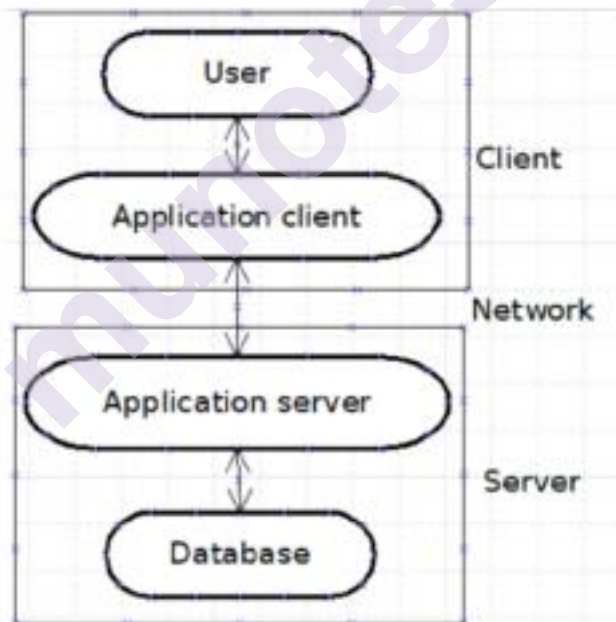 User
Client
Application client
Network
Application server
Server
Database
munotes